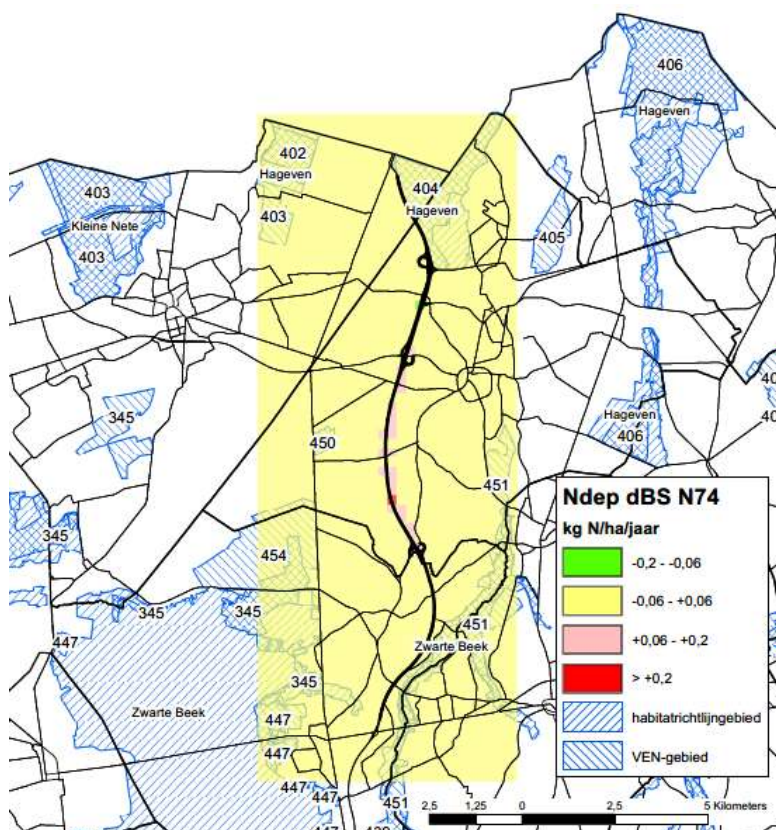 406
Hageven
402
Hageven
403
404
Hageven
403
Kleine Nete
403
405
345
450
Hageven
406
451
345
454
345
345
447
451
Zwarte Beek
345
Zwarte Beek
447
447
447
447
447
451
Ndep dBS N74
kg N/ha/jaar
-0,2 - -0,06
-0,06 - +0,06
+0,06 - +0,2
> +0,2
habitatrichtlijngebied
VEN-gebied
2,5 1,25 0 2,5 5 Kilometers